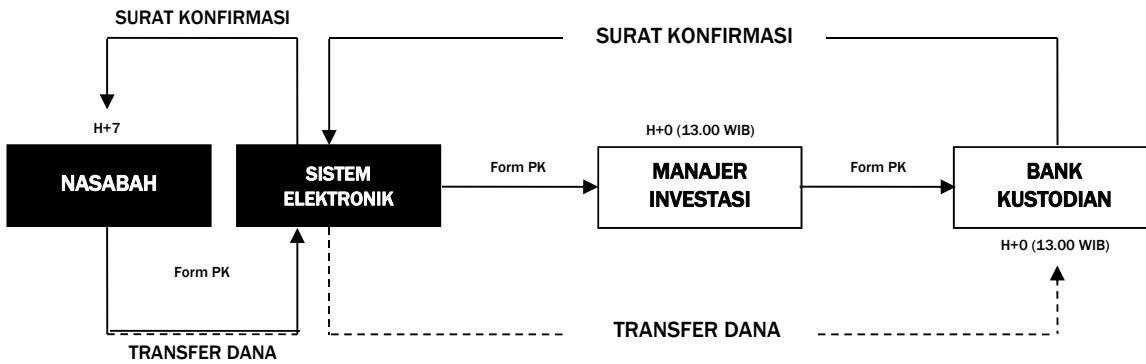 SURAT KONFIRMASI
SURAT KONFIRMASI
H+7
H+0 (13.00 WIB)
NASABAH
SISTEM
ELEKTRONIK
Form PK
MANAJER
INVESTASI
Form PK
BANK
KUSTODIAN
H+0 (13.00 WIB)
Form PK
TRANSFER DANA
TRANSFER DANA